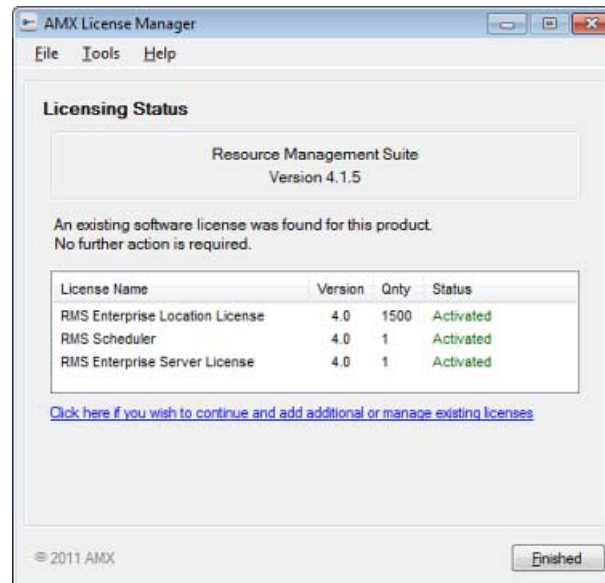 AMX License Manager
File Tools Help
Licensing Status
Resource Management Suite
Version 4.1.5
An existing software license was found for this product.
No further action is required.
License Name Version Qnty Status
RMS Enterprise Location License 4.0 1500 Activated
RMS Scheduler 4.0 1 Activated
RMS Enterprise Server License 4.0 1 Activated
Click here if you wish to continue and add additional or manage existing licenses
© 2011 AMX
Finished